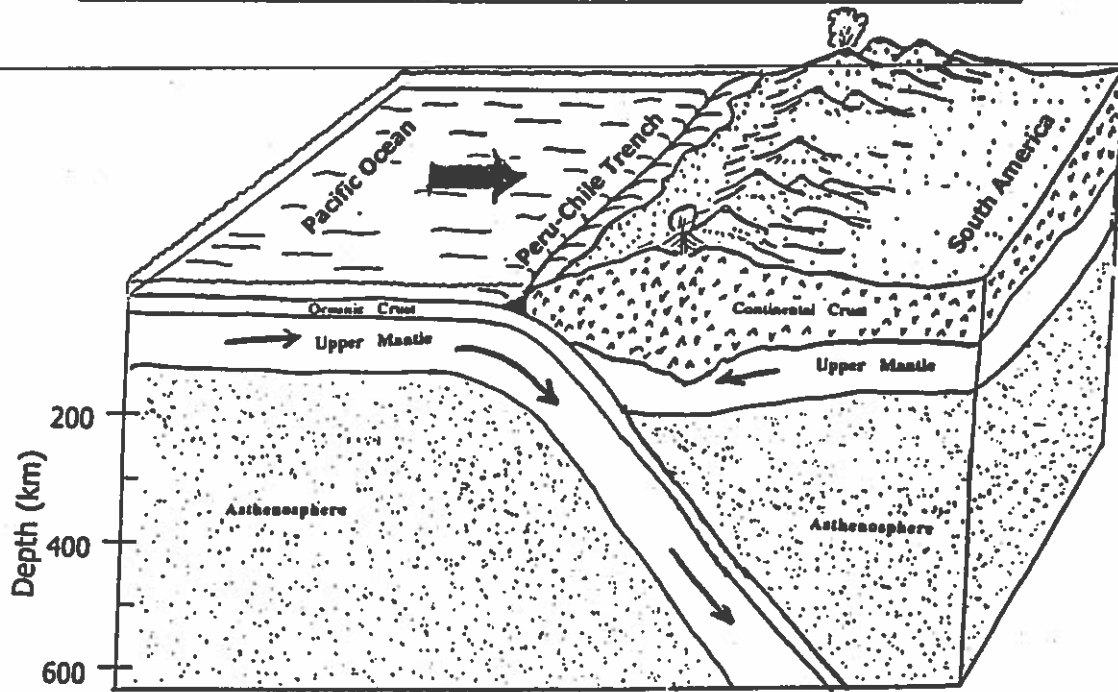 Pacific Ocean
Peru-Chile Trench
South America
Oceanic Crust
Continental Crust
Upper Mantle
Upper Mantle
200
Asthenosphere
Asthenosphere
400
600
Depth (km)